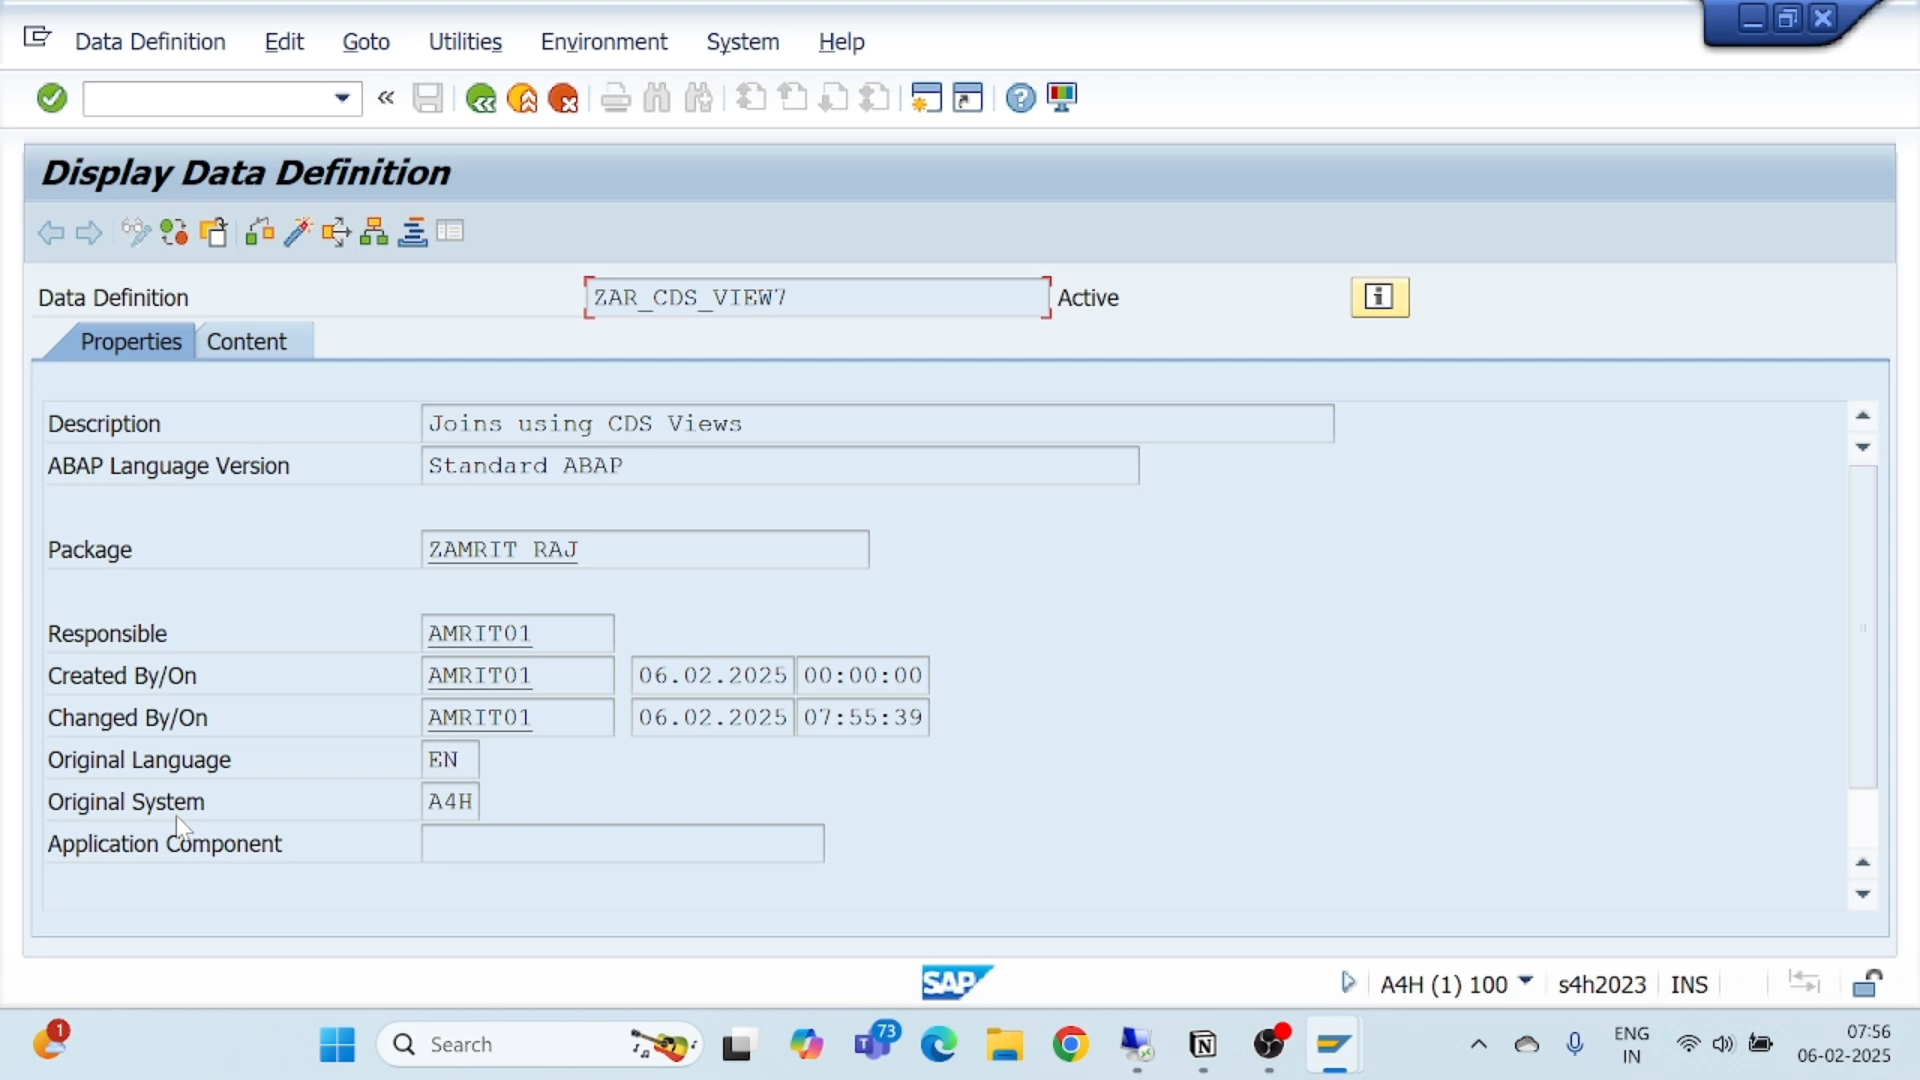 Data Definition Edit Goto Utilities Environment System Help
«
Display Data Definition
Data Definition ZAR_CDS_VIEW7 Active
Properties Content
Description Joins using CDS Views
ABAP Language Version Standard ABAP
Package ZAMRIT RAJ
Responsible AMRIT01
Created By/On AMRIT01 06.02.2025 00:00:00
Changed By/On AMRIT01 06.02.2025 07:55:39
Original Language EN
Original System A4H
Application Component
SAP A4H (1) 100 s4h2023 INS
1 Search 73 ENG 07:56
IN 06-02-2025